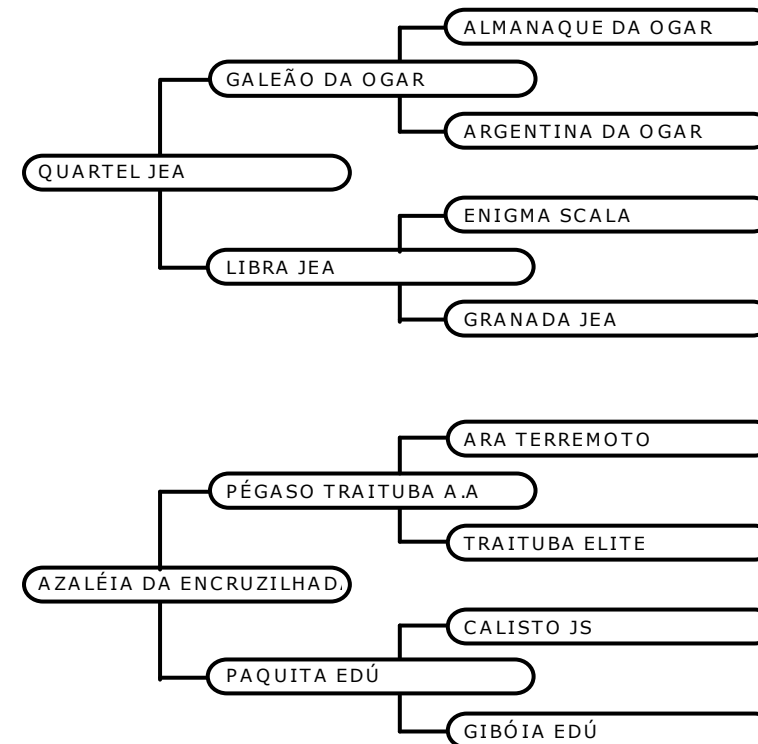 ALMANAQUE DA OGAR
GALEÃO DA OGAR
ARGENTINA DA OGAR
QUARTEL JEA
ENIGMA SCALA
LIBRA JEA
GRANADA JEA
ARA TERREMOTO
PÉGASO TRAITUBA A.A
TRAITUBA ELITE
AZALÉIA DA ENCRUZILHAD
CALISTO JS
PAQUITA EDÚ
GIBÓIA EDÚ